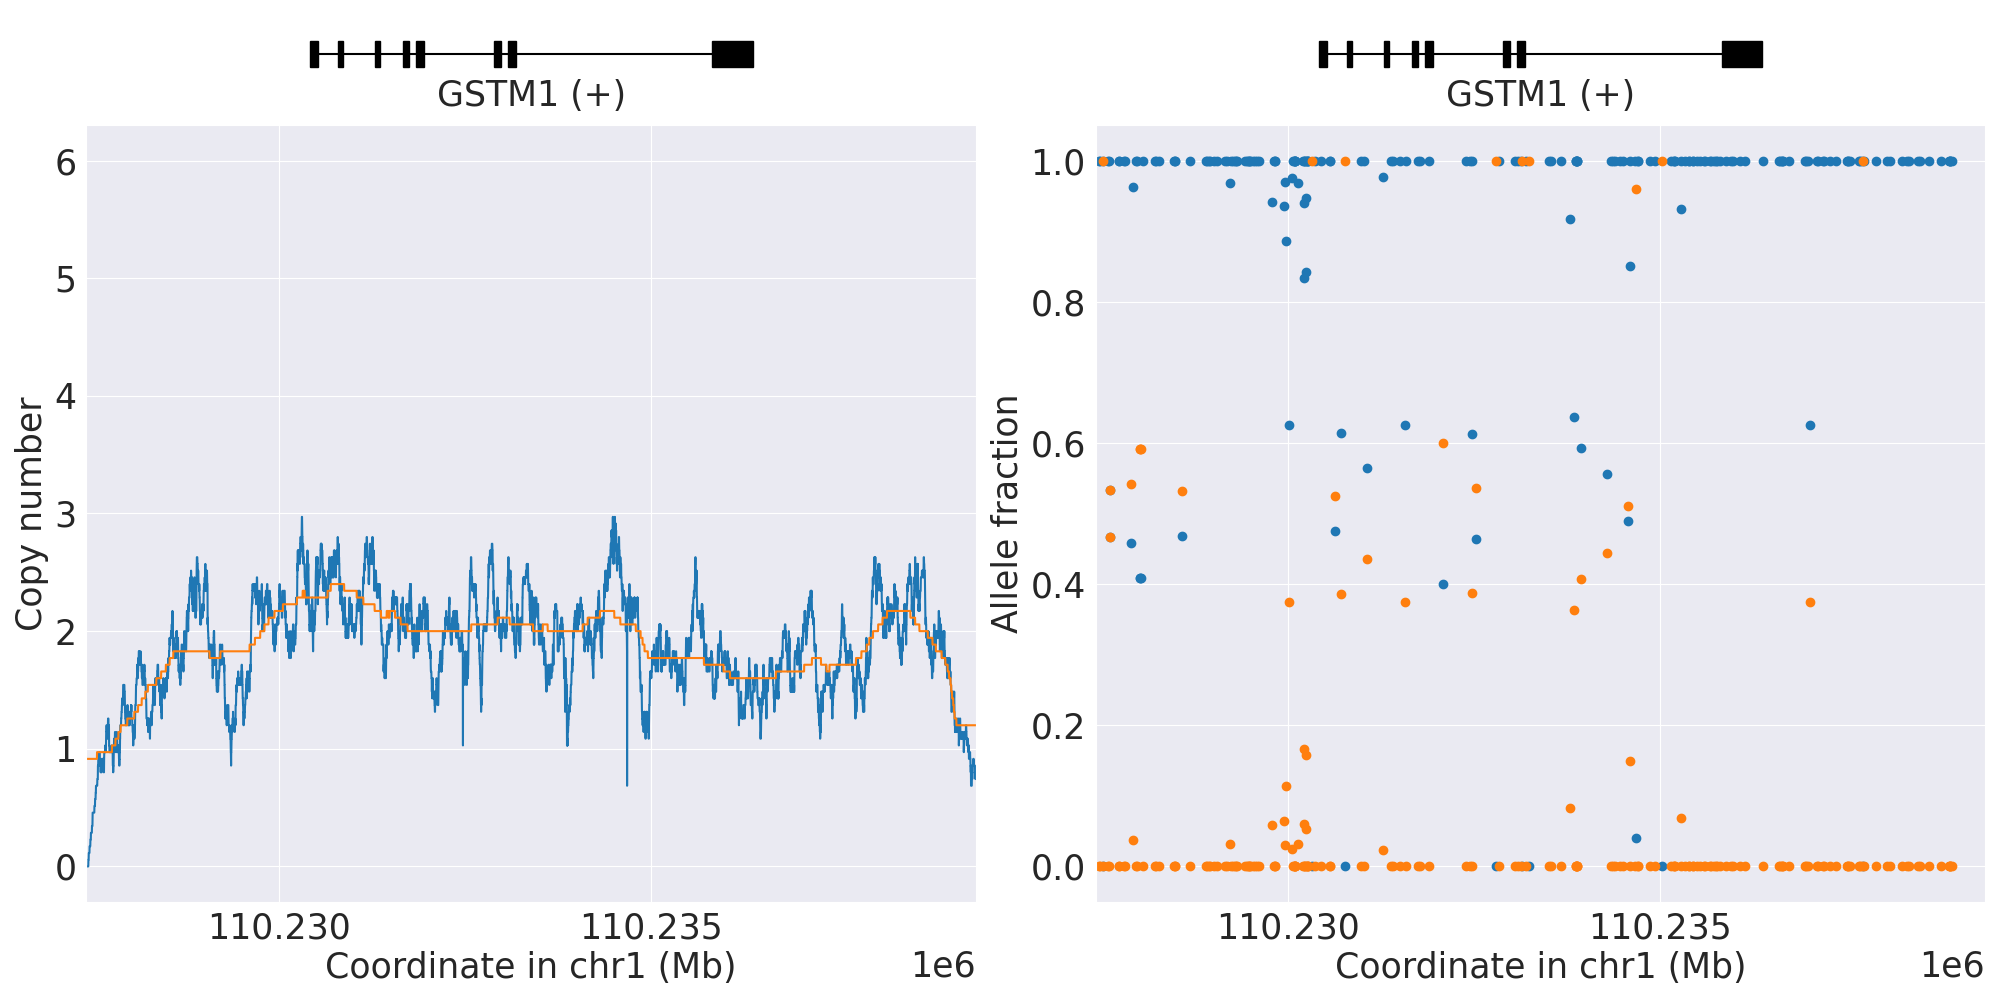 GSTM1 (+)
6
5
4
3
2
1
0
Copy number
110.230
110.235
Coordinate in chr1 (Mb)
1e6
GSTM1 (+)
1.0
0.8
0.6
0.4
0.2
0.0
Allele fraction
110.230
110.235
Coordinate in chr1 (Mb)
1e6